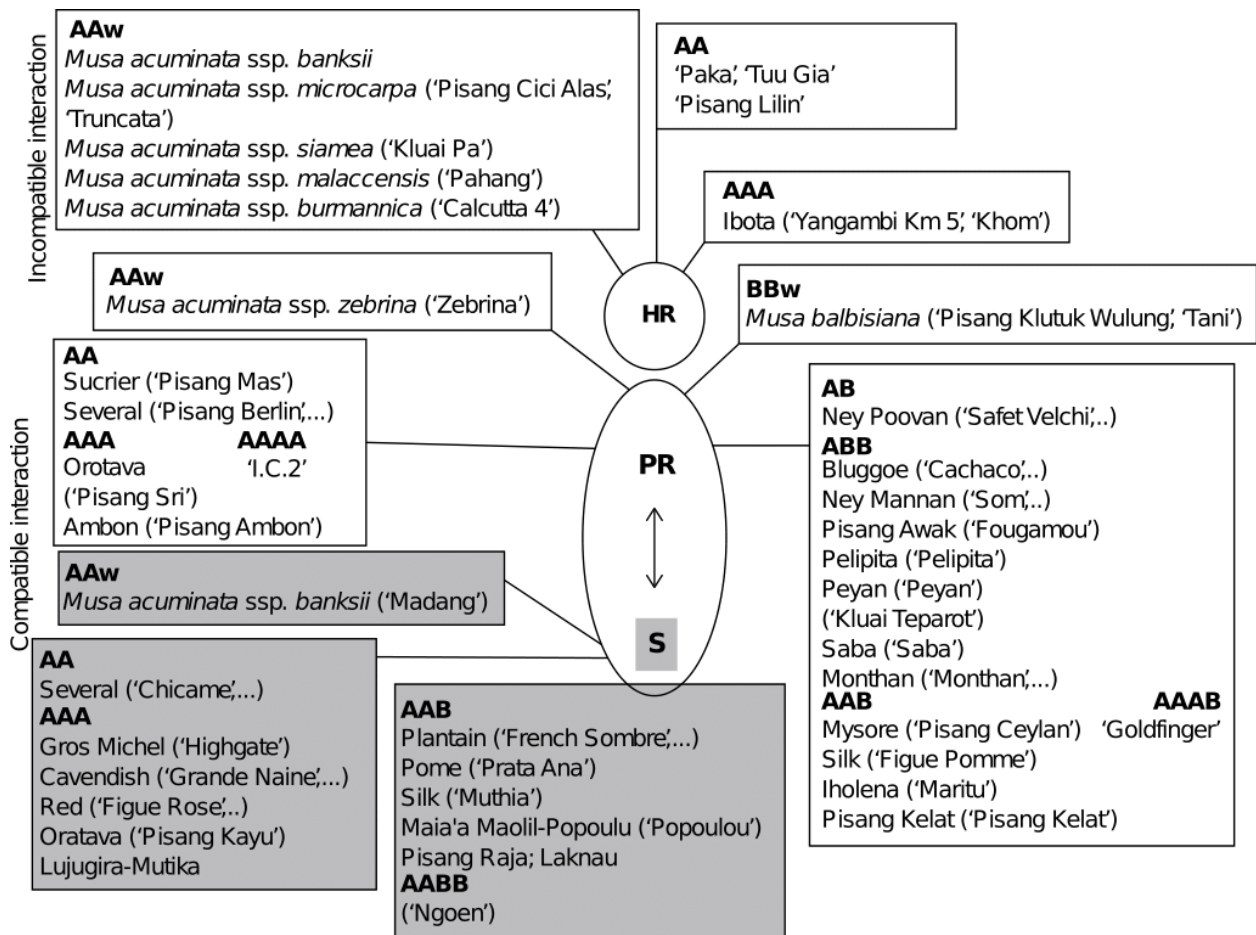 Incompatible interaction
AAw
Musa acuminata ssp. banksii
Musa acuminata ssp. microcarpa (‘Pisang Cici Alas’,
‘Truncata’)
Musa acuminata ssp. siamea (‘Kluai Pa’)
Musa acuminata ssp. malaccensis (‘Pahang’)
Musa acuminata ssp. burmannica (‘Calcutta 4’)
AA
‘Paka’, ‘Tuu Gia’
‘Pisang Lilin’
AAA
Ibota (‘Yangambi Km 5’, ‘Khom’)
HR
AAw
Musa acuminata ssp. zebrina (‘Zebrina’)
BBw
Musa balbisiana (‘Pisang Klutuk Wulung’, ‘Tani’)
Compatible interaction
AA
Sucrier (‘Pisang Mas’)
Several (‘Pisang Berlin’,...)
AAA AAAA
Orotava ‘I.C.2’
(‘Pisang Sri’)
Ambon (‘Pisang Ambon’)
PR
S
AB
Ney Poovan (‘Safet Velchi’,..)
ABB
Bluggoe (‘Cachaco’,..)
Ney Mannan (‘Som’,..)
Pisang Awak (‘Fougamou’)
Pelipita (‘Pelipita’)
Peyan (‘Peyan’)
(‘Kluai Teparot’)
Saba (‘Saba’)
Monthan (‘Monthan’,...)
AAB AAAB
Mysore (‘Pisang Ceylan’) ‘Goldfinger’
Silk (‘Figue Pomme’)
Iholena (‘Maritu’)
Pisang Kelat (‘Pisang Kelat’)
AAw
Musa acuminata ssp. banksii (‘Madang’)
AA
Several (‘Chicame’,...)
AAA
Gros Michel (‘Highgate’)
Cavendish (‘Grande Naine’,...)
Red (‘Figue Rose’,..)
Oratava (‘Pisang Kayu’)
Lujugira-Mutika
AAB
Plantain (‘French Sombre’,...)
Pome (‘Prata Ana’)
Silk (‘Muthia’)
Maia'a Maolil-Popoulu (‘Popoulou’)
Pisang Raja; Laknau
AABB
(‘Ngoen’)